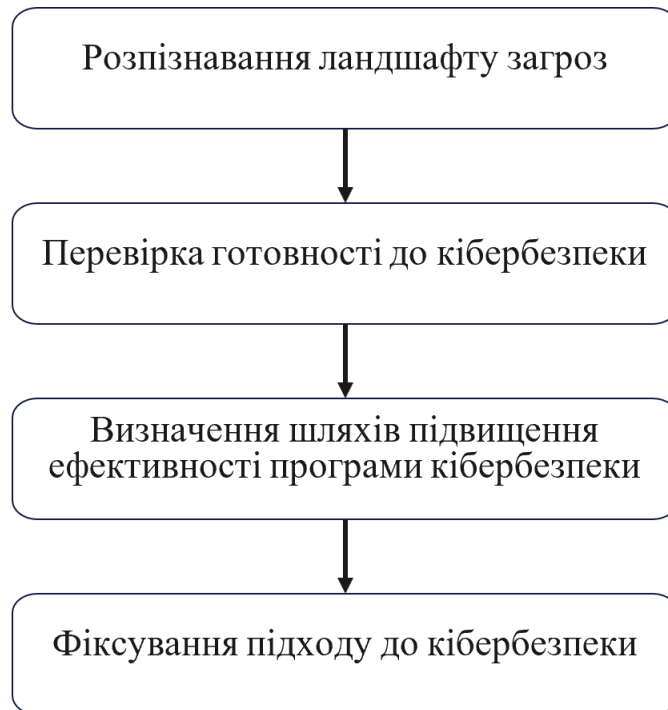 Розпізнавання ландшафту загроз
Перевірка готовності до кібербезпеки
Визначення шляхів підвищення
ефективності програми кібербезпеки
Фіксування підходу до кібербезпеки